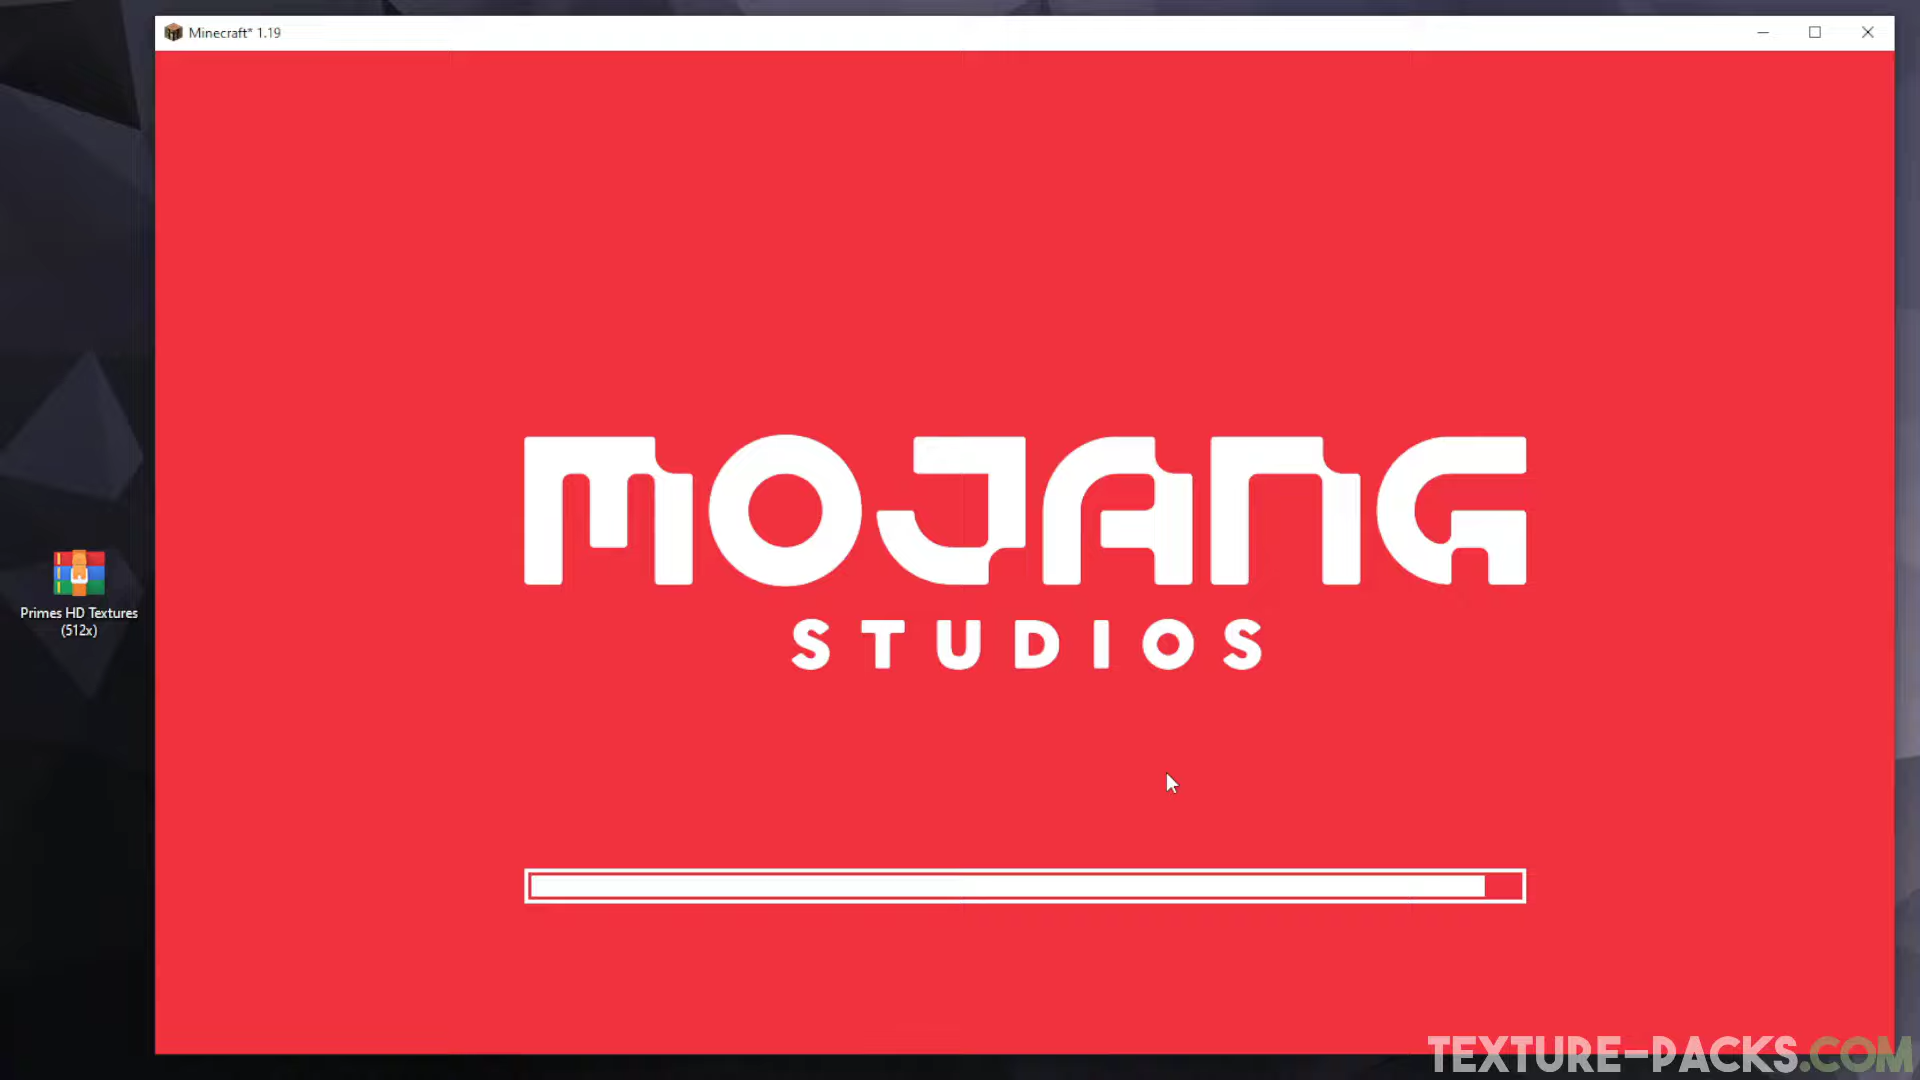 Minecraft* 1.19
MOJANG
STUDIOS
Primes HD Textures
(512x)
TEXTURE-PACKS.COM